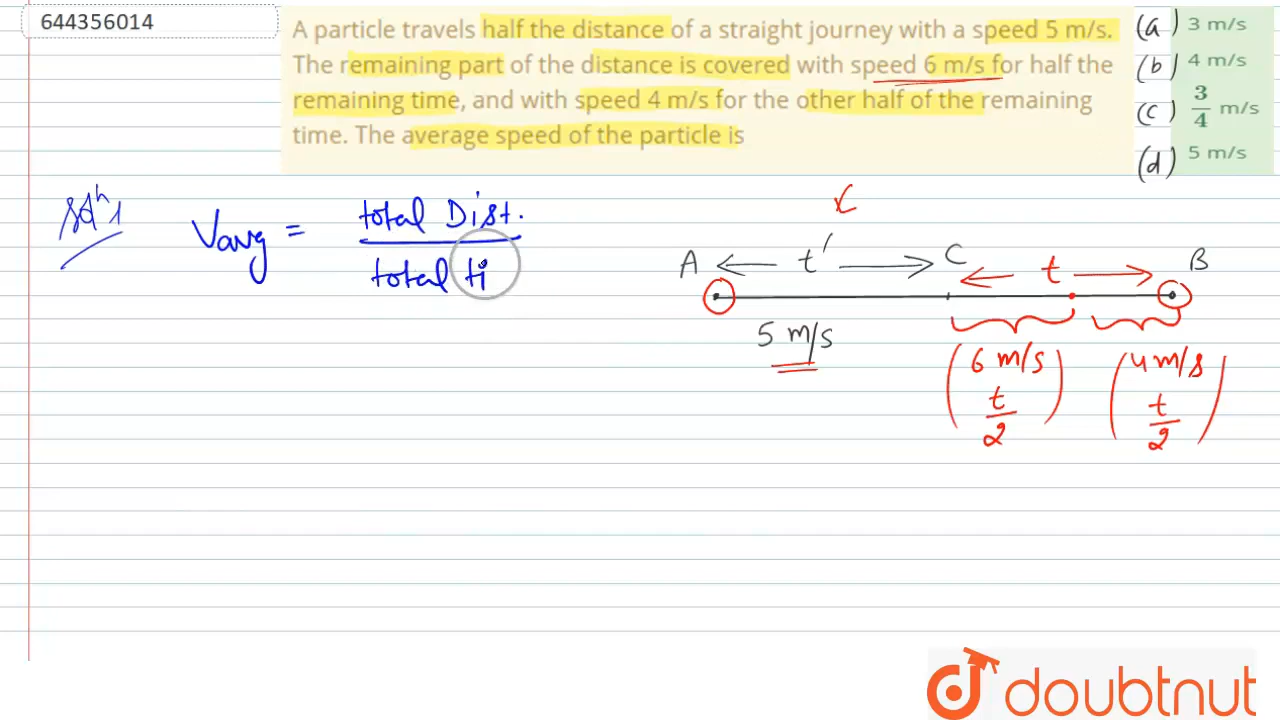 644356014
A particle travels half the distance of a straight journey with a speed 5 m/s.
The remaining part of the distance is covered with speed 6 m/s for half the
remaining time, and with speed 4 m/s for the other half of the remaining
time. The average speed of the particle is
(a) 3 m/s
(b) 4 m/s
(c) 3/4 m/s
(d) 5 m/s
Solⁿ
Vavg = total Dist. / total ti
A t' C t B
5 m/s
6 m/s 4 m/s
t/2 t/2
doubtnut